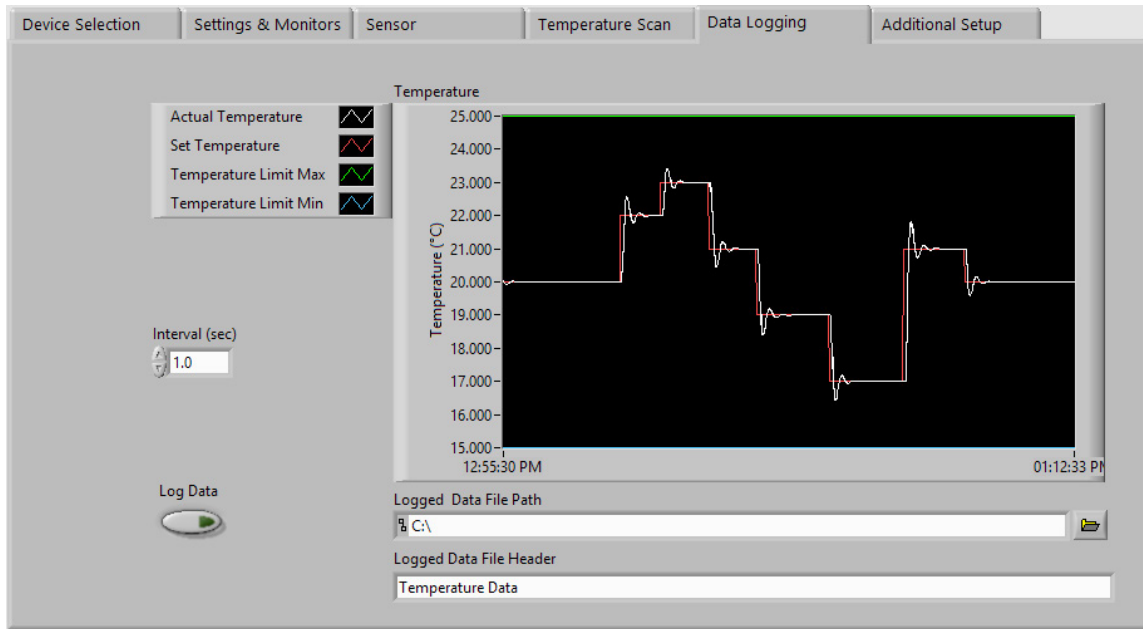 Device Selection
Settings & Monitors
Sensor
Temperature Scan
Data Logging
Additional Setup
Temperature
Actual Temperature
Set Temperature
Temperature Limit Max
Temperature Limit Min
Temperature (°C)
25.000
24.000
23.000
22.000
21.000
20.000
19.000
18.000
17.000
16.000
15.000
12:55:30 PM
01:12:33 PM
Interval (sec)
1.0
Log Data
Logged Data File Path
C:\
Logged Data File Header
Temperature Data